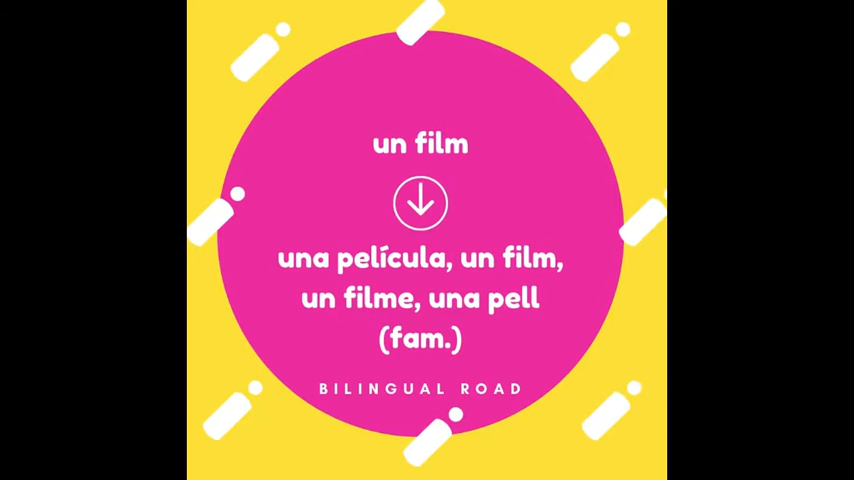 un film
una película, un film,
un filme, una pell
(fam.)
BILINGUAL ROAD